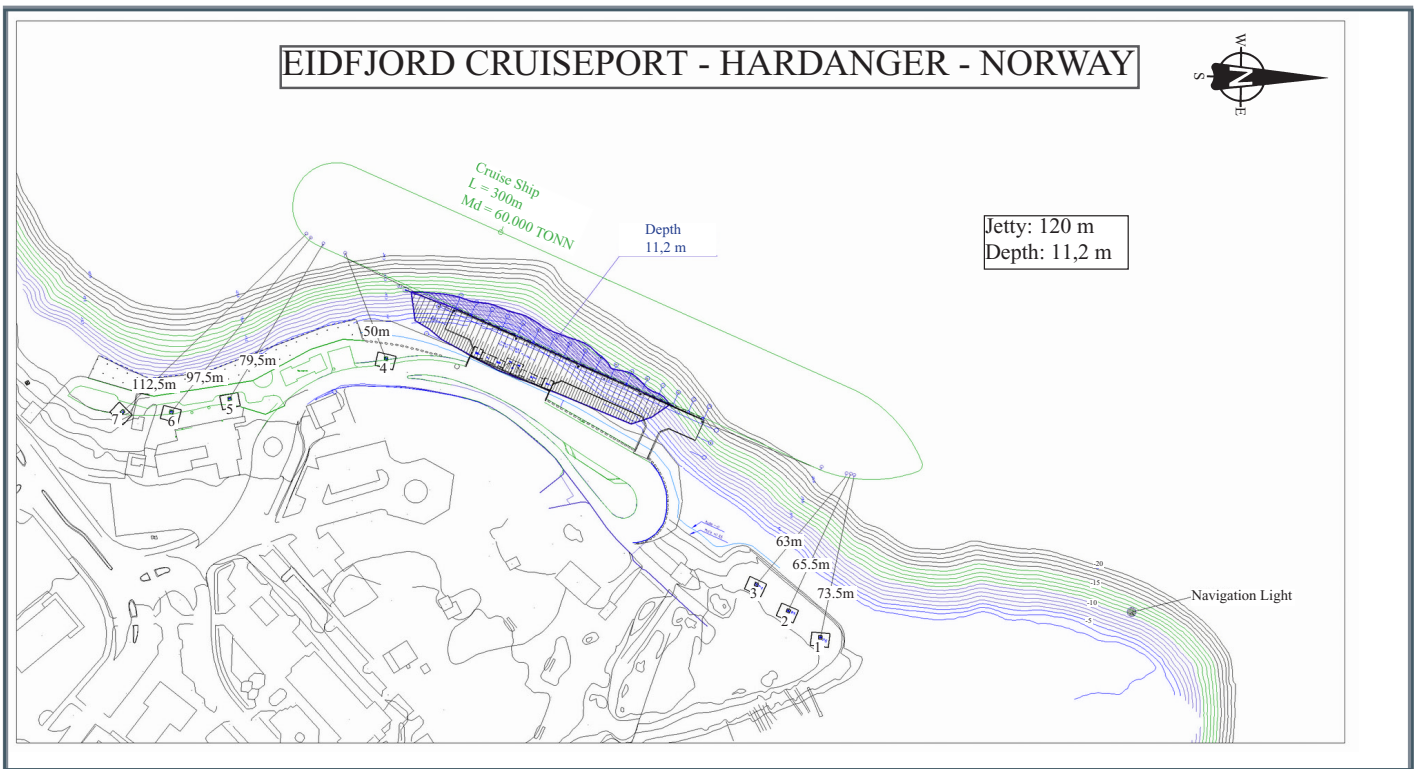 EIDFJORD CRUISEPORT - HARDANGER - NORWAY
W
S
N
E
Cruise Ship
L = 300m
Md = 60.000 TONN
Depth
11,2 m
Jetty: 120 m
Depth: 11,2 m
50m
79,5m
97,5m
112,5m
4
5
6
7
63m
65.5m
73.5m
3
2
1
-20
-15
-10
-5
Navigation Light